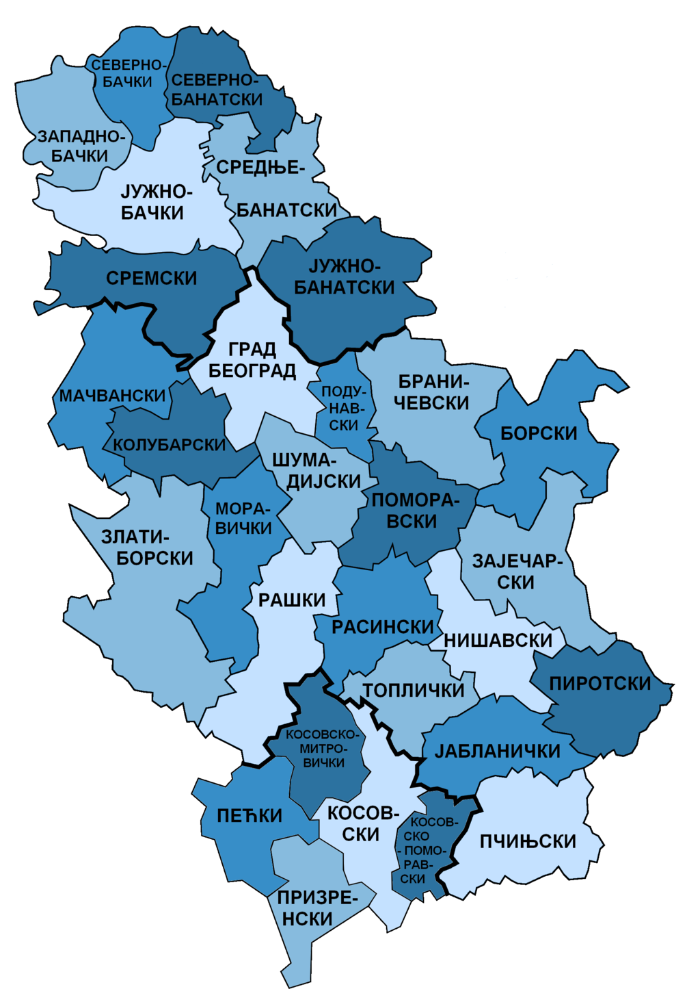 СЕВЕРНО-
БАЧКИ
СЕВЕРНО-
БАНАТСКИ
ЗАПАДНО-
БАЧКИ
СРЕДЊЕ-
БАНАТСКИ
ЈУЖНО-
БАЧКИ
ЈУЖНО-
БАНАТСКИ
СРЕМСКИ
ГРАД
БЕОГРАД
МАЧВАНСКИ
ПОДУ-
НАВ-
СКИ
БРАНИ-
ЧЕВСКИ
БОРСКИ
КОЛУБАРСКИ
ШУМА-
ДИЈСКИ
ПОМОРА-
ВСКИ
МОРА-
ВИЧКИ
ЗЛАТИ-
БОРСКИ
ЗАЈЕЧАР-
СКИ
РАШКИ
РАСИНСКИ
НИШАВСКИ
ТОПЛИЧКИ
ПИРОТСКИ
КОСОВСКО-
МИТРО-
ВИЧКИ
ЈАБЛАНИЧКИ
ПЕЋКИ
КОСОВ-
СКИ
КОСОВ-
СКО
- ПОМО-
РАВ-
СКИ
ПЧИЊСКИ
ПРИЗРЕ-
НСКИ